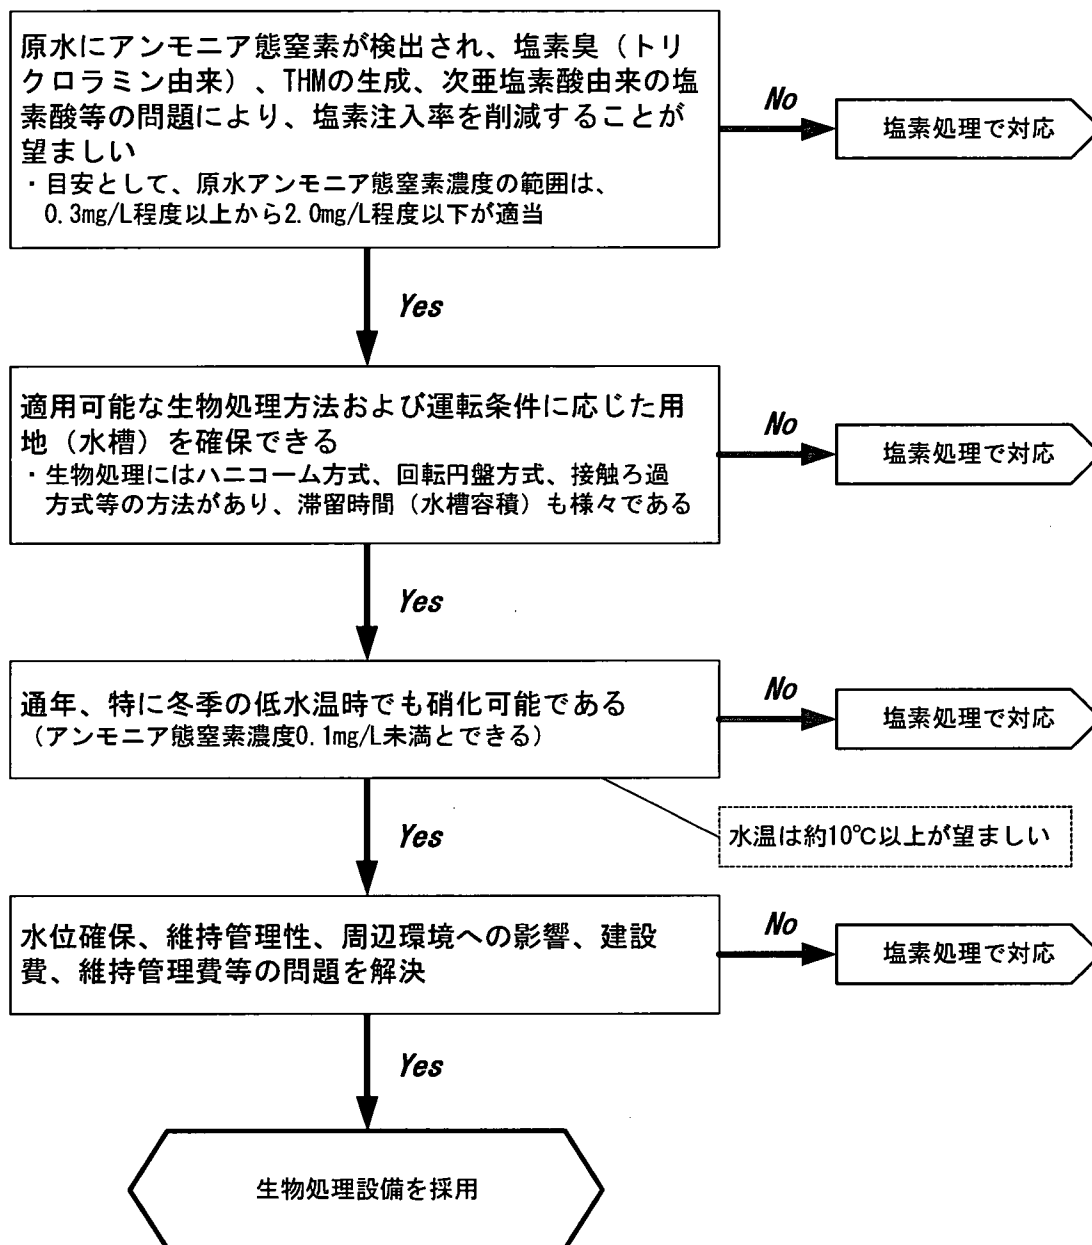 原水にアンモニア態窒素が検出され、塩素臭（トリ
クロラミン由来）、THMの生成、次亜塩素酸由来の塩
素酸等の問題により、塩素注入率を削減することが
望ましい
・目安として、原水アンモニア態窒素濃度の範囲は、
0.3mg/L程度以上から2.0mg/L程度以下が適当
No
塩素処理で対応
Yes
適用可能な生物処理方法および運転条件に応じた用
地（水槽）を確保できる
・生物処理にはハニコーム方式、回転円盤方式、接触ろ過
方式等の方法があり、滞留時間（水槽容積）も様々である
No
塩素処理で対応
Yes
通年、特に冬季の低水温時でも硝化可能である
（アンモニア態窒素濃度0.1mg/L未満とできる）
No
塩素処理で対応
水温は約10℃以上が望ましい
Yes
水位確保、維持管理性、周辺環境への影響、建設
費、維持管理費等の問題を解決
No
塩素処理で対応
Yes
生物処理設備を採用